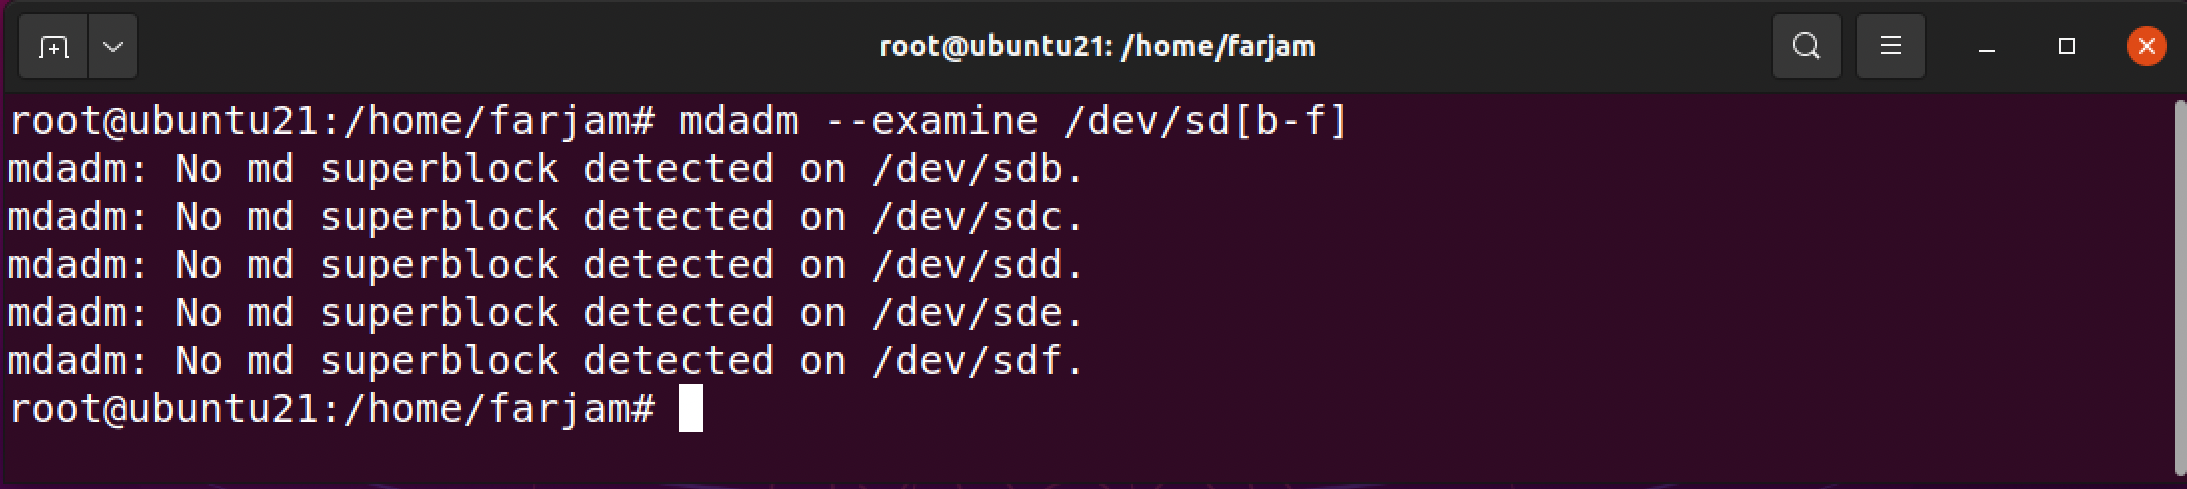 root@ubuntu21: /home/farjam
root@ubuntu21:/home/farjam# mdadm --examine /dev/sd[b-f]
mdadm: No md superblock detected on /dev/sdb.
mdadm: No md superblock detected on /dev/sdc.
mdadm: No md superblock detected on /dev/sdd.
mdadm: No md superblock detected on /dev/sde.
mdadm: No md superblock detected on /dev/sdf.
root@ubuntu21:/home/farjam#